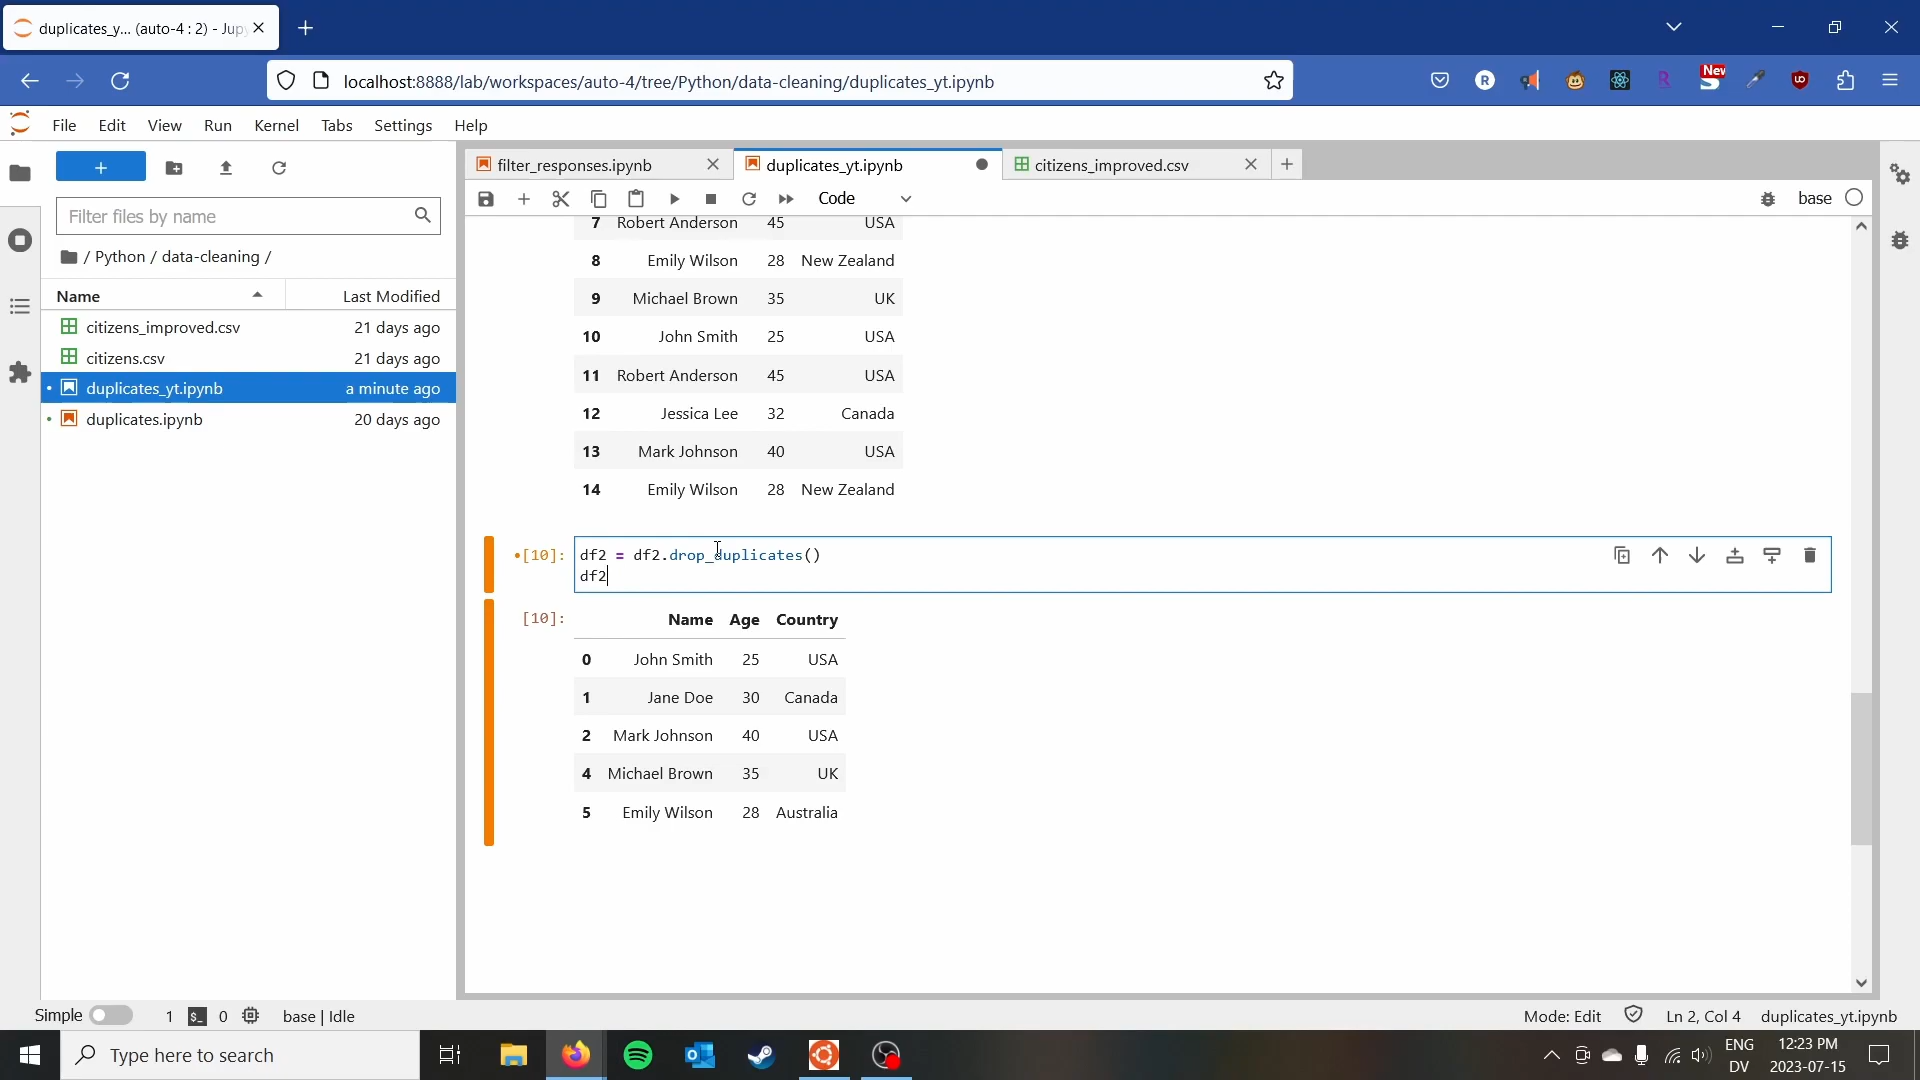 duplicates_y... (auto-4 : 2) - Jupy
localhost:8888/lab/workspaces/auto-4/tree/Python/data-cleaning/duplicates_yt.ipynb
New
File Edit View Run Kernel Tabs Settings Help
filter_responses.ipynb
duplicates_yt.ipynb
citizens_improved.csv
Code
base
Filter files by name
/ Python / data-cleaning /
Name Last Modified
citizens_improved.csv 21 days ago
citizens.csv 21 days ago
duplicates_yt.ipynb a minute ago
duplicates.ipynb 20 days ago
7 Robert Anderson 45 USA
8 Emily Wilson 28 New Zealand
9 Michael Brown 35 UK
10 John Smith 25 USA
11 Robert Anderson 45 USA
12 Jessica Lee 32 Canada
13 Mark Johnson 40 USA
14 Emily Wilson 28 New Zealand
•[10]: df2 = df2.drop_duplicates()
df2
[10]: Name Age Country
0 John Smith 25 USA
1 Jane Doe 30 Canada
2 Mark Johnson 40 USA
4 Michael Brown 35 UK
5 Emily Wilson 28 Australia
Simple 1 $_ 0 base | Idle
Mode: Edit Ln 2, Col 4 duplicates_yt.ipynb
Type here to search
ENG
DV
12:23 PM
2023-07-15